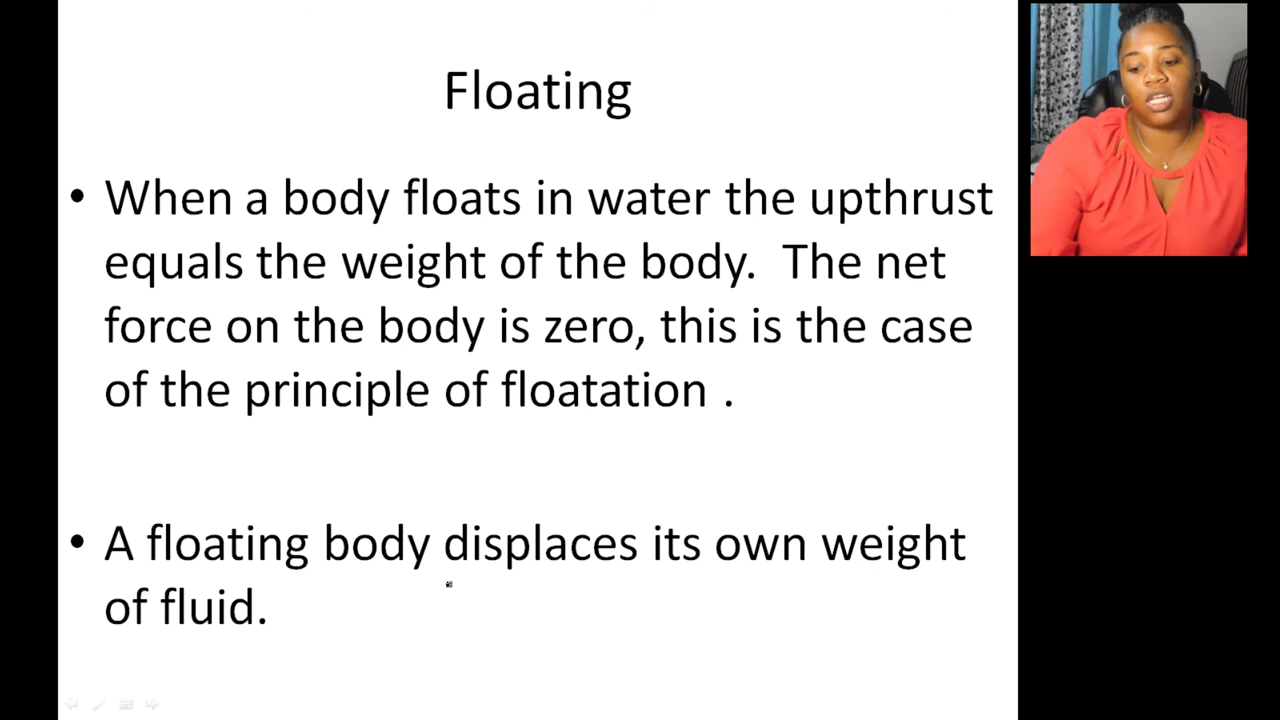 Floating
• When a body floats in water the upthrust
equals the weight of the body.  The net
force on the body is zero, this is the case
of the principle of floatation .
• A floating body displaces its own weight
of fluid.